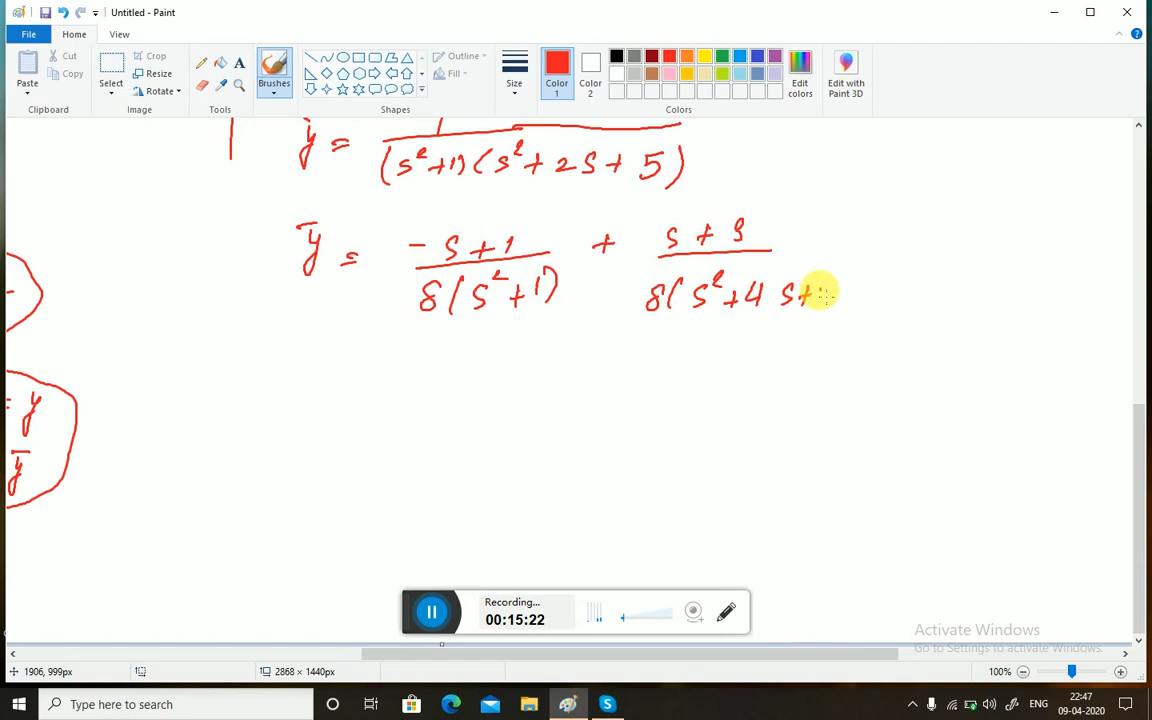 Untitled - Paint
File Home View
Paste Cut Copy Select Crop Resize Rotate Brushes Outline Fill Size Color 1 Color 2 Edit colors Edit with Paint 3D
Clipboard Image Tools Shapes Colors
ȳ = 1 / (s²+1)(s²+2s+5)
ȳ = -s+1 / 8(s²+1) + s+3 / 8(s²+4s+
= y
ȳ
Recording...
00:15:22
Activate Windows
Go to Settings to activate Windows.
1906, 999px 2868 × 1440px 100%
Type here to search
ENG 22:47
09-04-2020